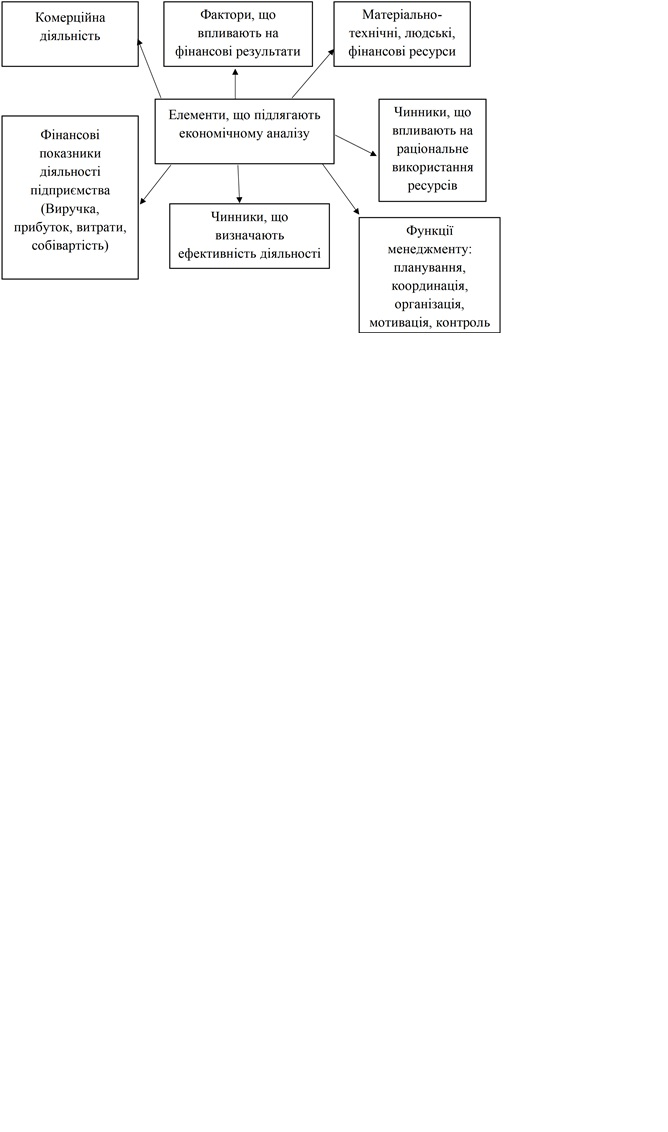 Комерційна
діяльність
Фактори, що
впливають на
фінансові результати
Матеріально-
технічні, людські,
фінансові ресурси
Елементи, що підлягають
економічному аналізу
Чинники, що
впливають на
раціональне
використання
ресурсів
Фінансові
показники
діяльності
підприємства
(Виручка,
прибуток, витрати,
собівартість)
Чинники, що
визначають
ефективність діяльності
Функції
менеджменту:
планування,
координація,
організація,
мотивація, контроль